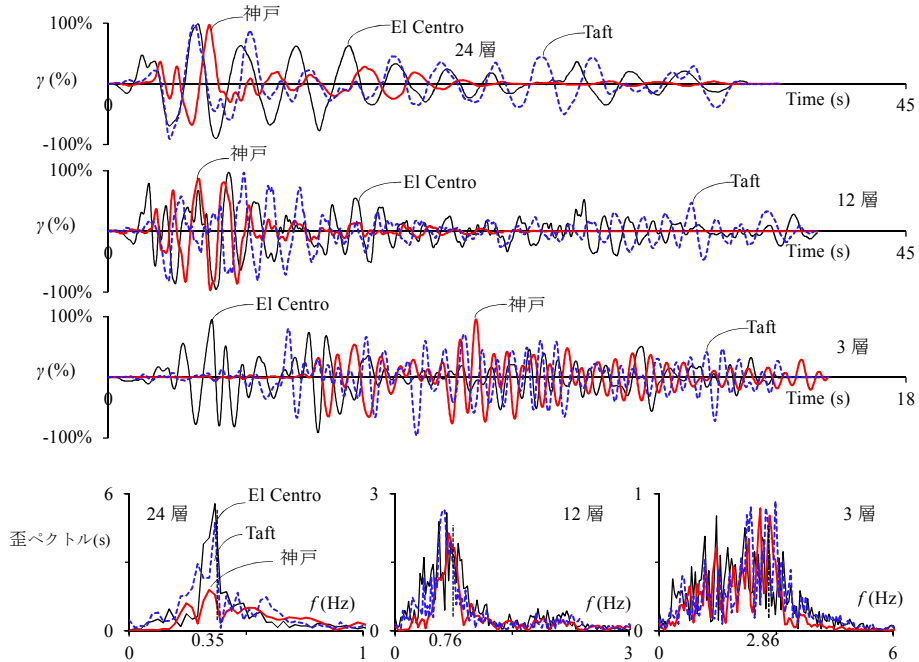 100%
神戸
El Centro
Taft
24 層
γ (%)
0
Time (s)
45
-100%
100%
神戸
El Centro
Taft
12 層
γ (%)
0
Time (s)
45
-100%
100%
El Centro
神戸
Taft
3 層
γ (%)
0
Time (s)
18
-100%
6
24 層
El Centro
Taft
神戸
歪ペクトル(s)
f (Hz)
0
0.35
0
1
3
12 層
f (Hz)
0
0.76
0
3
1
3 層
f (Hz)
0
2.86
0
6